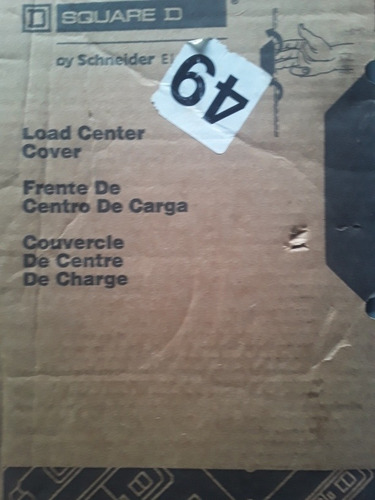 D SQUARE D
by Schneider El
49
Load Center
Cover
Frente De
Centro De Carga
Couvercle
De Centre
De Charge